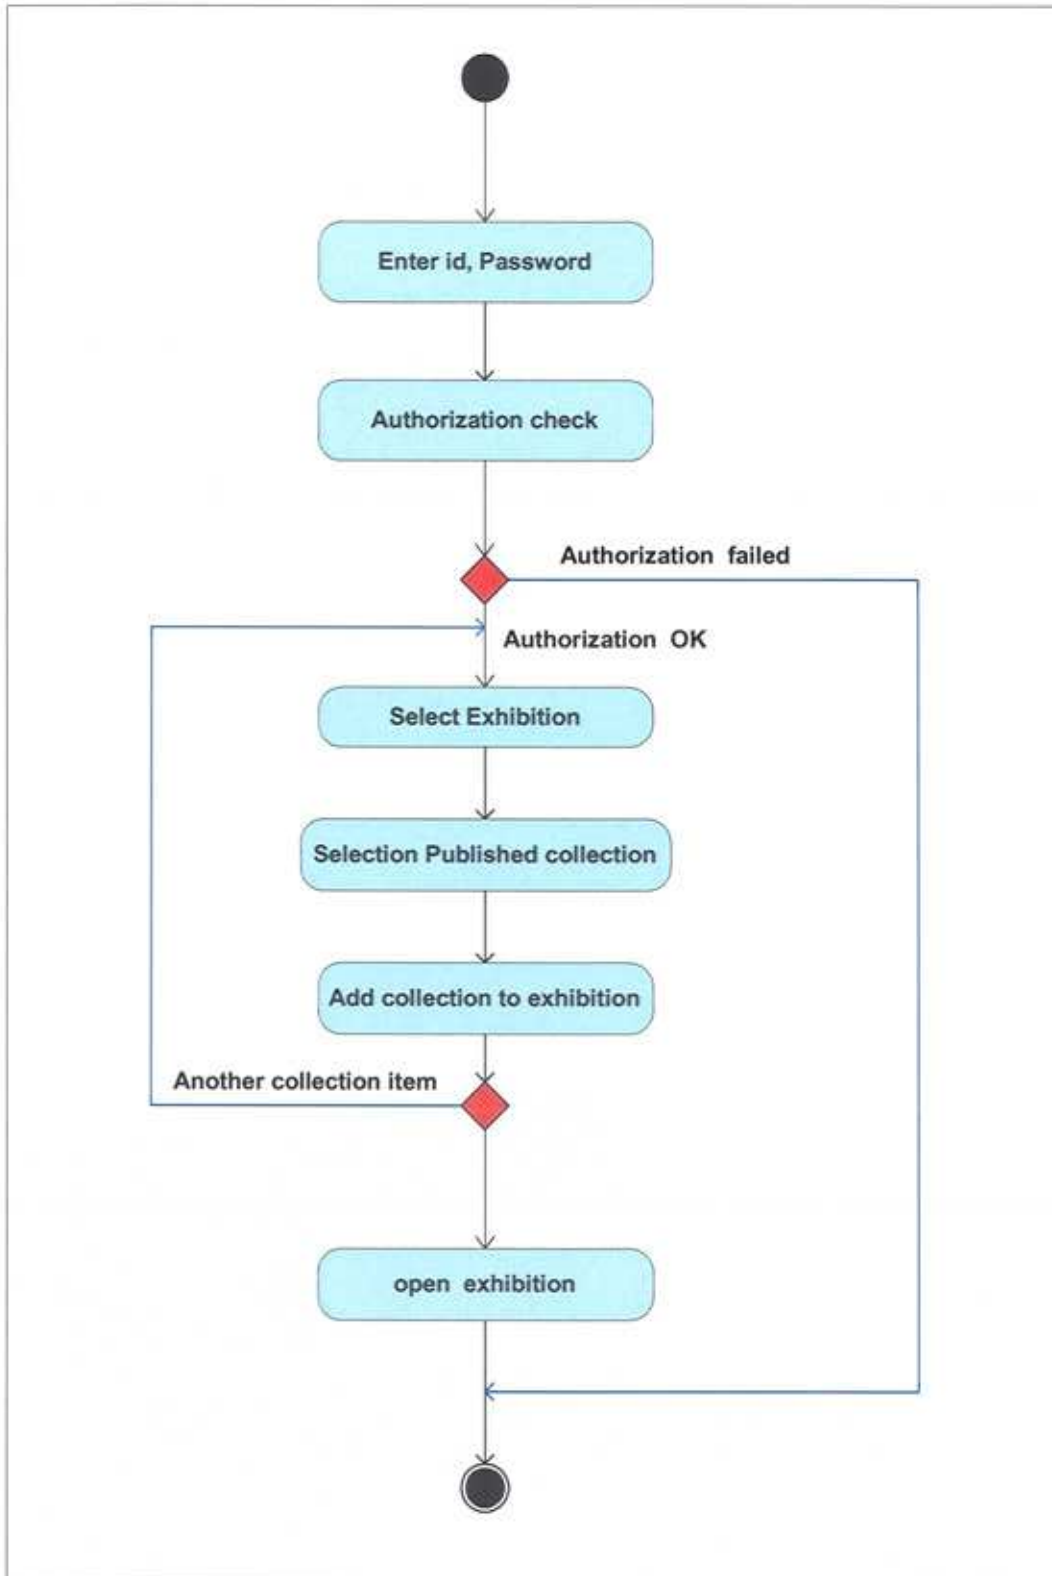 Enter id, Password
Authorization check
Authorization failed
Authorization OK
Select Exhibition
Selection Published collection
Add collection to exhibition
Another collection item
open exhibition